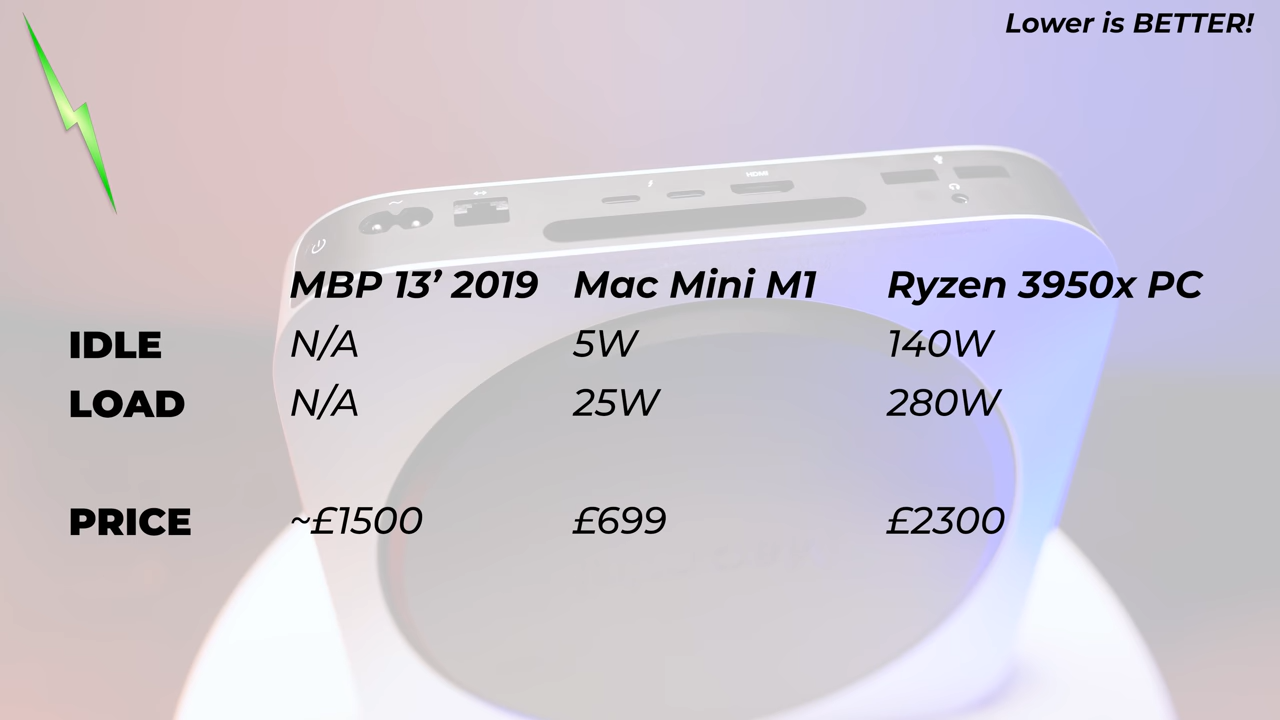 Lower is BETTER!
HDMI
MBP 13’ 2019 Mac Mini M1 Ryzen 3950x PC
IDLE N/A 5W 140W
LOAD N/A 25W 280W
PRICE ~£1500 £699 £2300